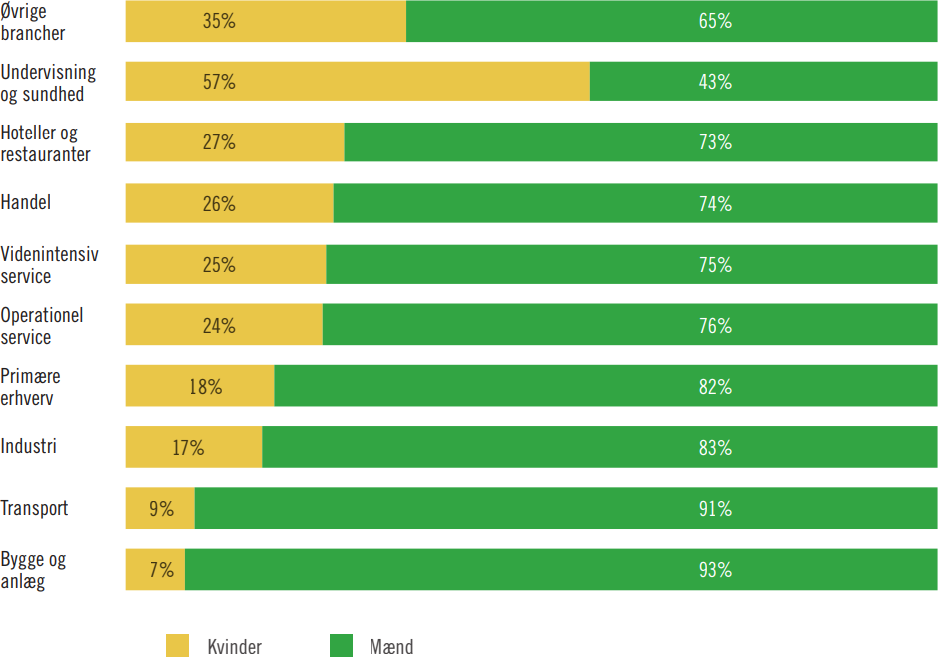 Øvrige
brancher
35%
65%
Undervisning
og sundhed
57%
43%
Hoteller og
restauranter
27%
73%
Handel
26%
74%
Videnintensiv
service
25%
75%
Operationel
service
24%
76%
Primære
erhverv
18%
82%
Industri
17%
83%
Transport
9%
91%
Bygge og
anlæg
7%
93%
Kvinder
Mænd